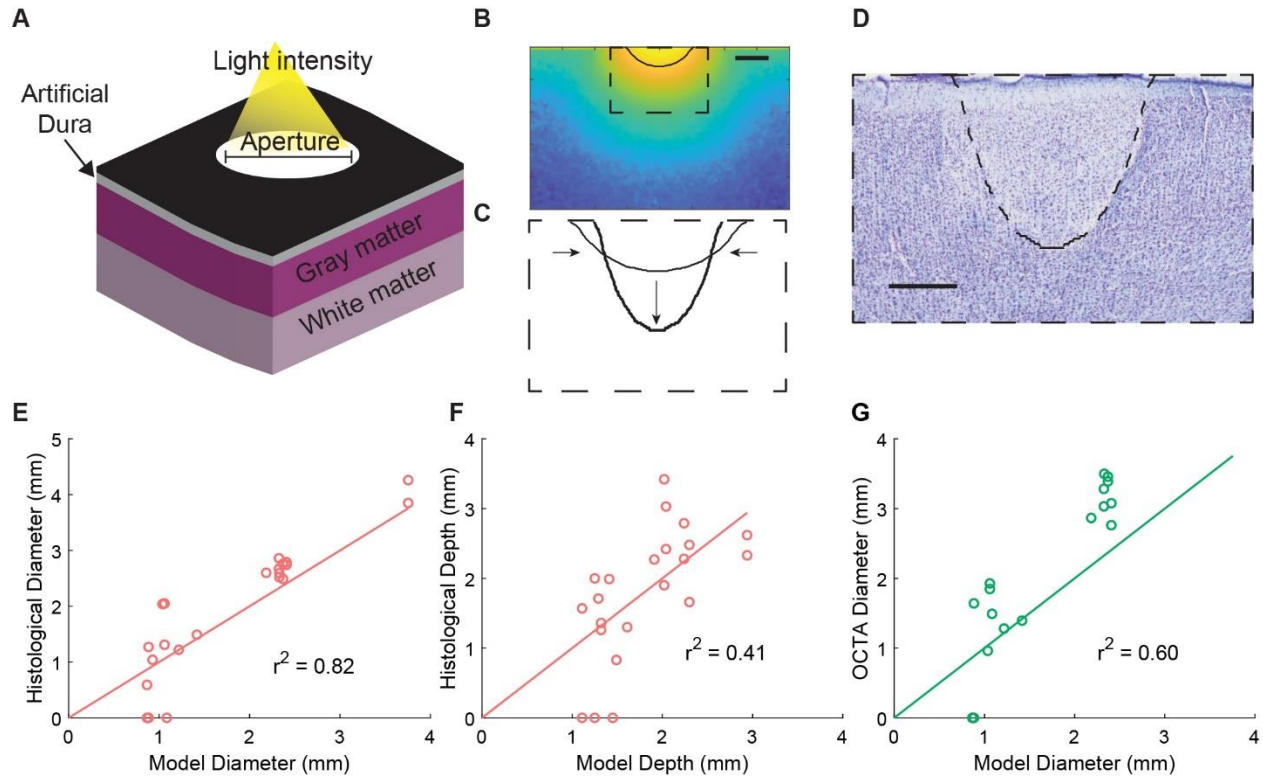 A
Light intensity
Artificial
Dura
Aperture
Gray matter
White matter
B
C
D
E
5
4
3
2
1
0
0
1
2
3
4
Histological Diameter (mm)
Model Diameter (mm)
r² = 0.82
F
4
3
2
1
0
0
1
2
3
4
Histological Depth (mm)
Model Depth (mm)
r² = 0.41
G
4
3
2
1
0
0
1
2
3
4
OCTA Diameter (mm)
Model Diameter (mm)
r² = 0.60